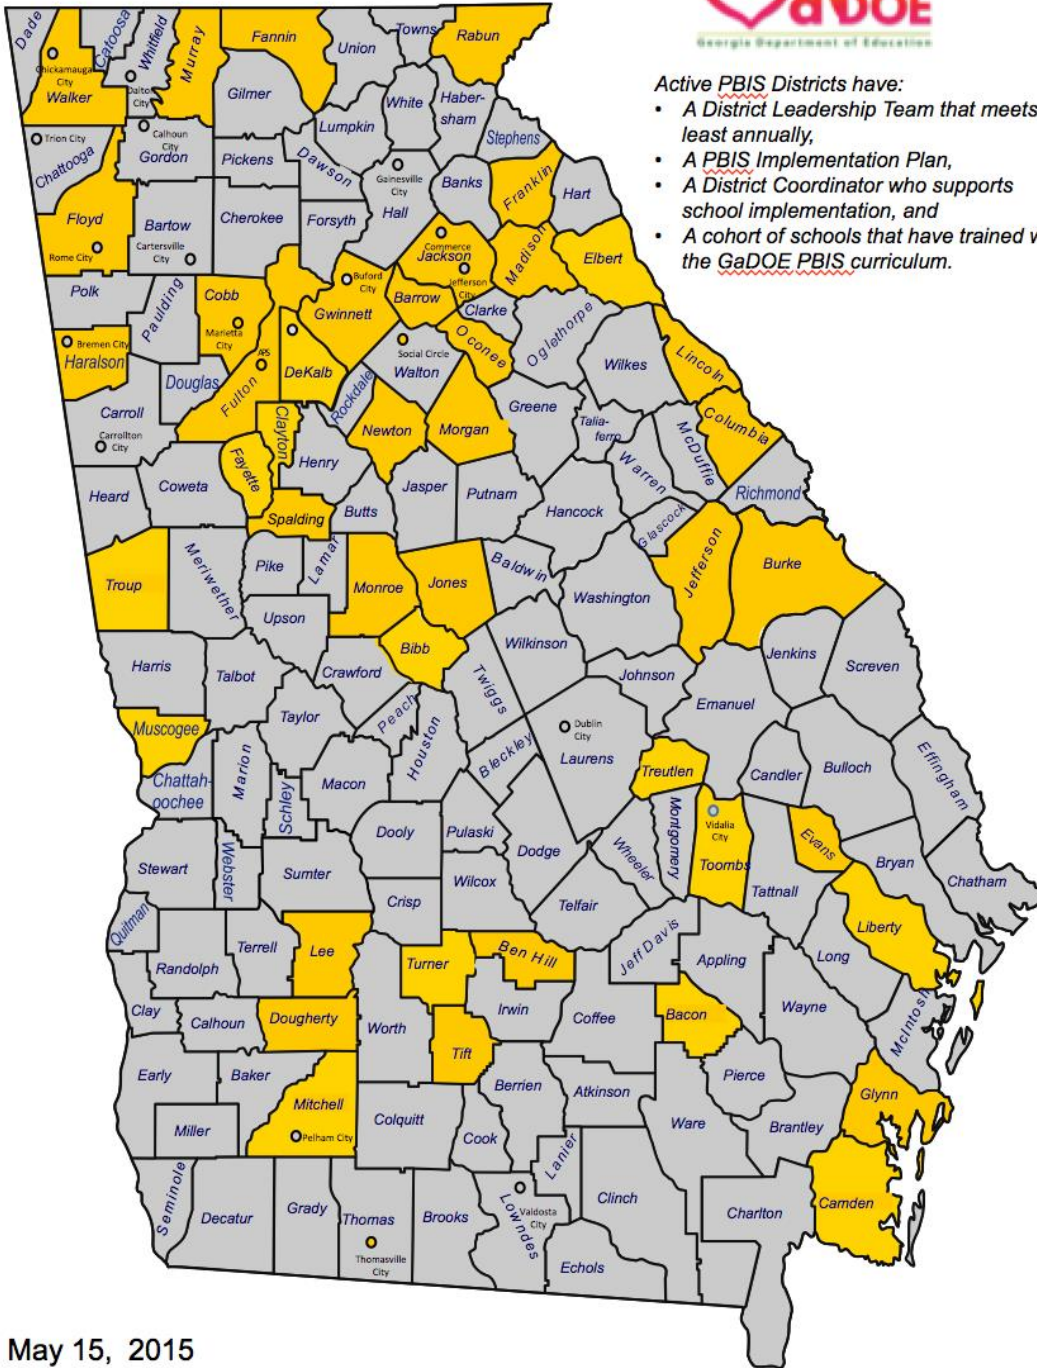 GaDOE
Georgia Department of Education
Active PBIS Districts have:
• A District Leadership Team that meets
least annually,
• A PBIS Implementation Plan,
• A District Coordinator who supports
school implementation, and
• A cohort of schools that have trained w
the GaDOE PBIS curriculum.
Dade
Catoosa
Whitfield
Murray
Fannin
Union
Towns
Rabun
Chickamauga
City
Walker
Dalton
City
Gilmer
White
Haber-
sham
Lumpkin
Stephens
Trion City
Chattooga
Calhoun
City
Gordon
Pickens
Dawson
Gainesville
City
Hall
Banks
Franklin
Hart
Floyd
Rome City
Bartow
Cartersville
City
Cherokee
Forsyth
Commerce
Jackson
Jefferson
City
Madison
Elbert
Polk
Paulding
Cobb
Marietta
City
Buford
City
Gwinnett
Barrow
Clarke
Oconee
Oglethorpe
Bremen City
Haralson
Douglas
APS
Fulton
DeKalb
Rockdale
Social Circle
Walton
Wilkes
Lincoln
Carroll
Carrollton
City
Clayton
Henry
Newton
Morgan
Greene
Talia-
ferro
McDuffie
Columbia
Heard
Coweta
Fayette
Spalding
Butts
Jasper
Putnam
Hancock
Warren
Glascock
Richmond
Troup
Meriwether
Pike
Lamar
Monroe
Jones
Baldwin
Washington
Jefferson
Burke
Upson
Bibb
Wilkinson
Harris
Talbot
Crawford
Twiggs
Johnson
Jenkins
Screven
Taylor
Peach
Houston
Emanuel
Muscogee
Chattah-
oochee
Marion
Schley
Macon
Bleckley
Dublin
City
Laurens
Treutlen
Candler
Bulloch
Effingham
Dooly
Pulaski
Dodge
Wheeler
Montgomery
Vidalia
City
Toombs
Tattnall
Evans
Bryan
Chatham
Stewart
Webster
Sumter
Wilcox
Crisp
Telfair
Quitman
Randolph
Terrell
Lee
Turner
Ben Hill
Jeff Davis
Appling
Long
Liberty
Clay
Calhoun
Dougherty
Worth
Irwin
Coffee
Bacon
Wayne
McIntosh
Tift
Early
Baker
Mitchell
Pelham City
Berrien
Atkinson
Pierce
Glynn
Miller
Colquitt
Cook
Lanier
Ware
Brantley
Seminole
Decatur
Grady
Thomas
Thomasville
City
Brooks
Lowndes
Valdosta
City
Clinch
Echols
Charlton
Camden
May 15, 2015